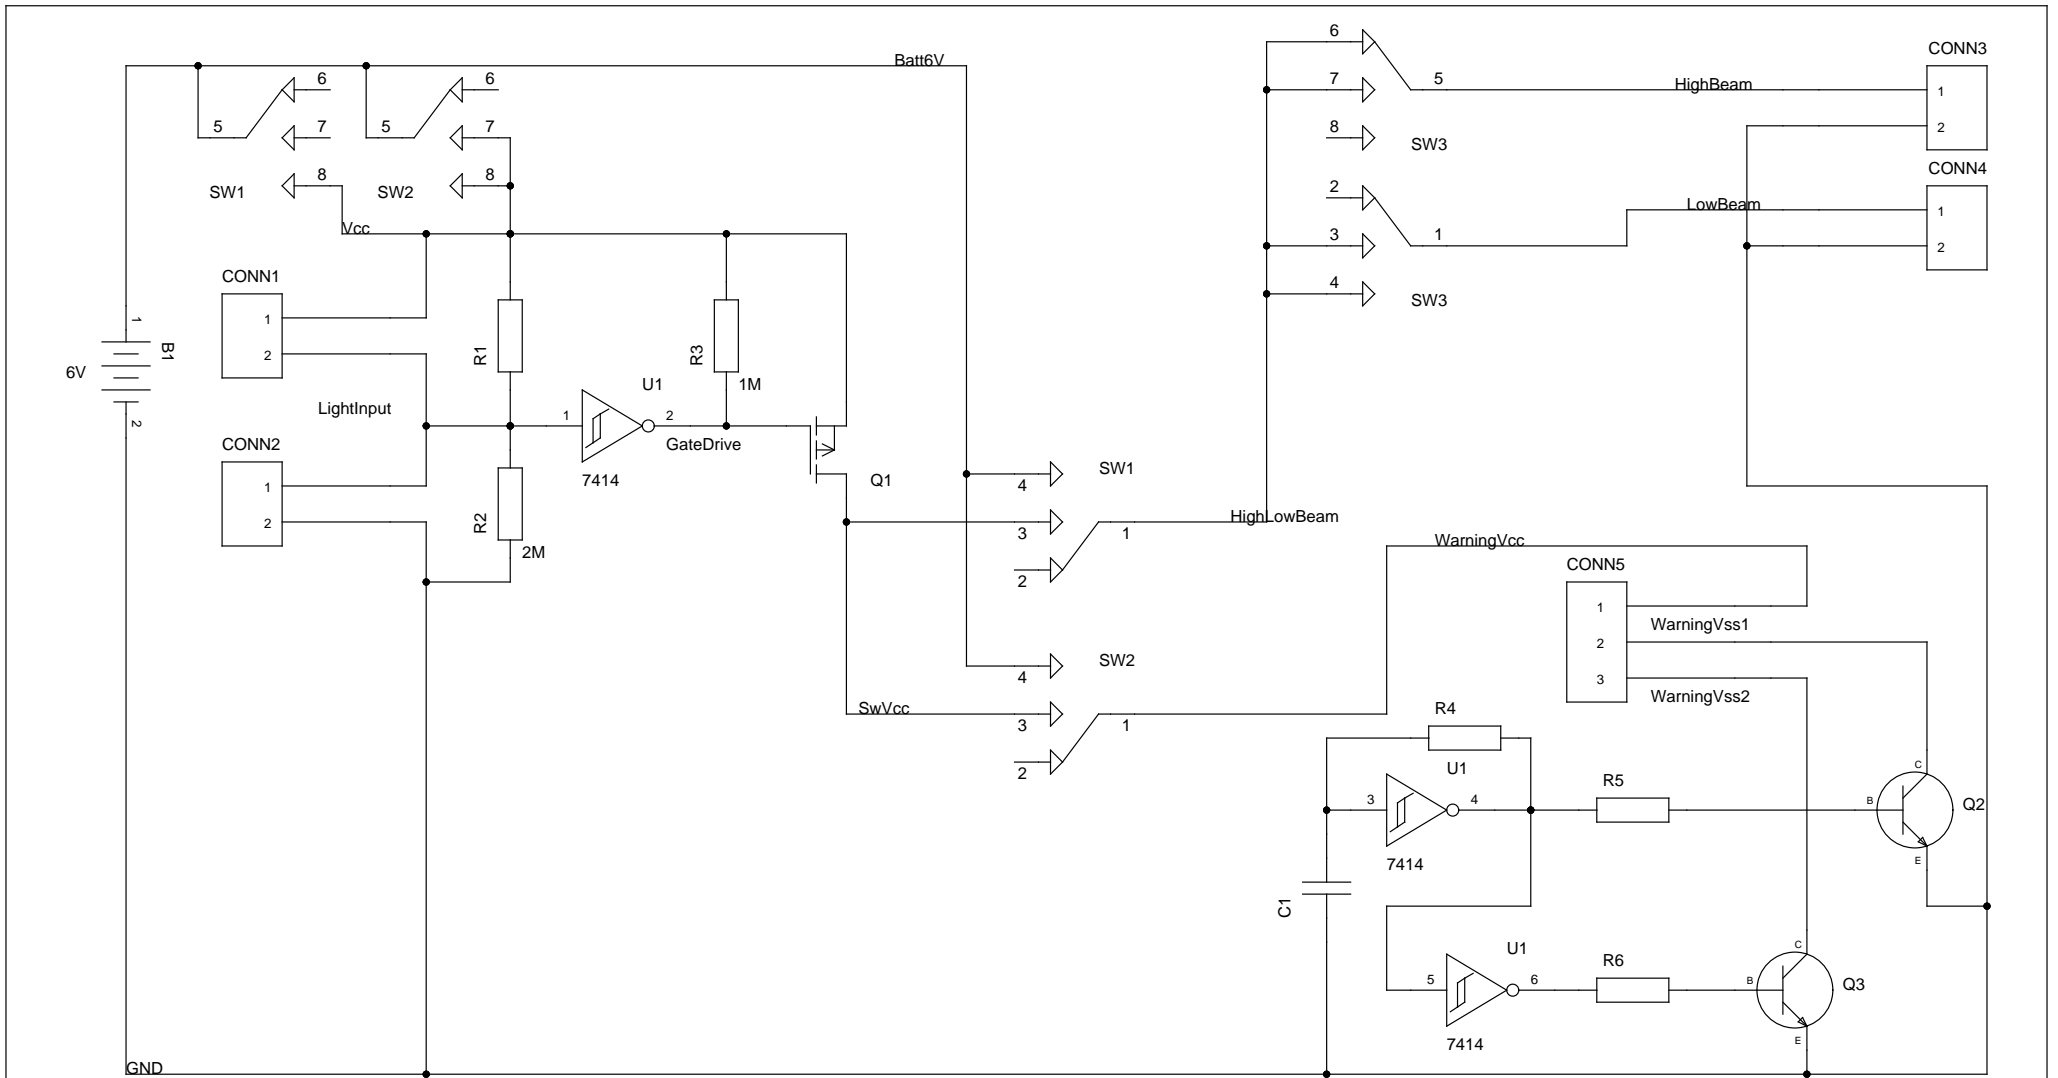 Batt6V
6
CONN3
6
6
7
5
HighBeam
1
5
7
5
7
2
8
SW3
8
8
CONN4
SW1
SW2
2
LowBeam
1
Vcc
3
1
2
CONN1
4
SW3
1
1
B1
R1
R3
2
6V
U1
1M
LightInput
1
2
2
GateDrive
CONN2
7414
Q1
SW1
4
1
HighLowBeam
2
R2
3
1
2M
WarningVcc
2
CONN5
1
WarningVss1
2
SW2
4
3
WarningVss2
SwVcc
3
1
R4
2
U1
R5
C
3
4
B
Q2
7414
E
C1
U1
R6
C
5
6
B
Q3
7414
E
GND